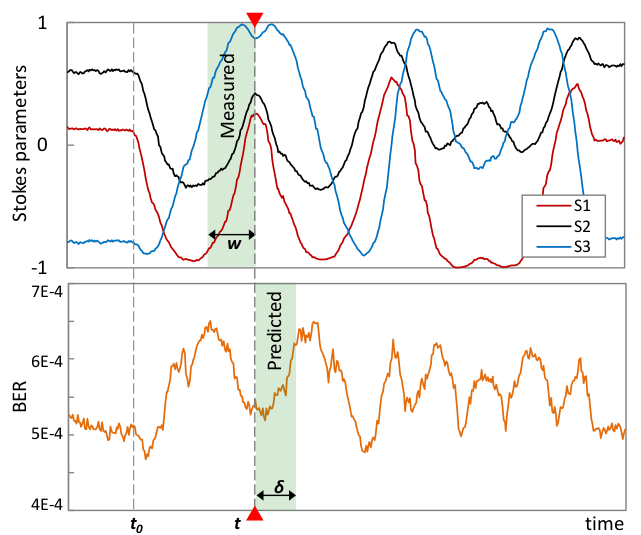 1
0
-1
Stokes parameters
Measured
w
S1
S2
S3
7E-4
6E-4
5E-4
4E-4
BER
Predicted
δ
t0
t
time